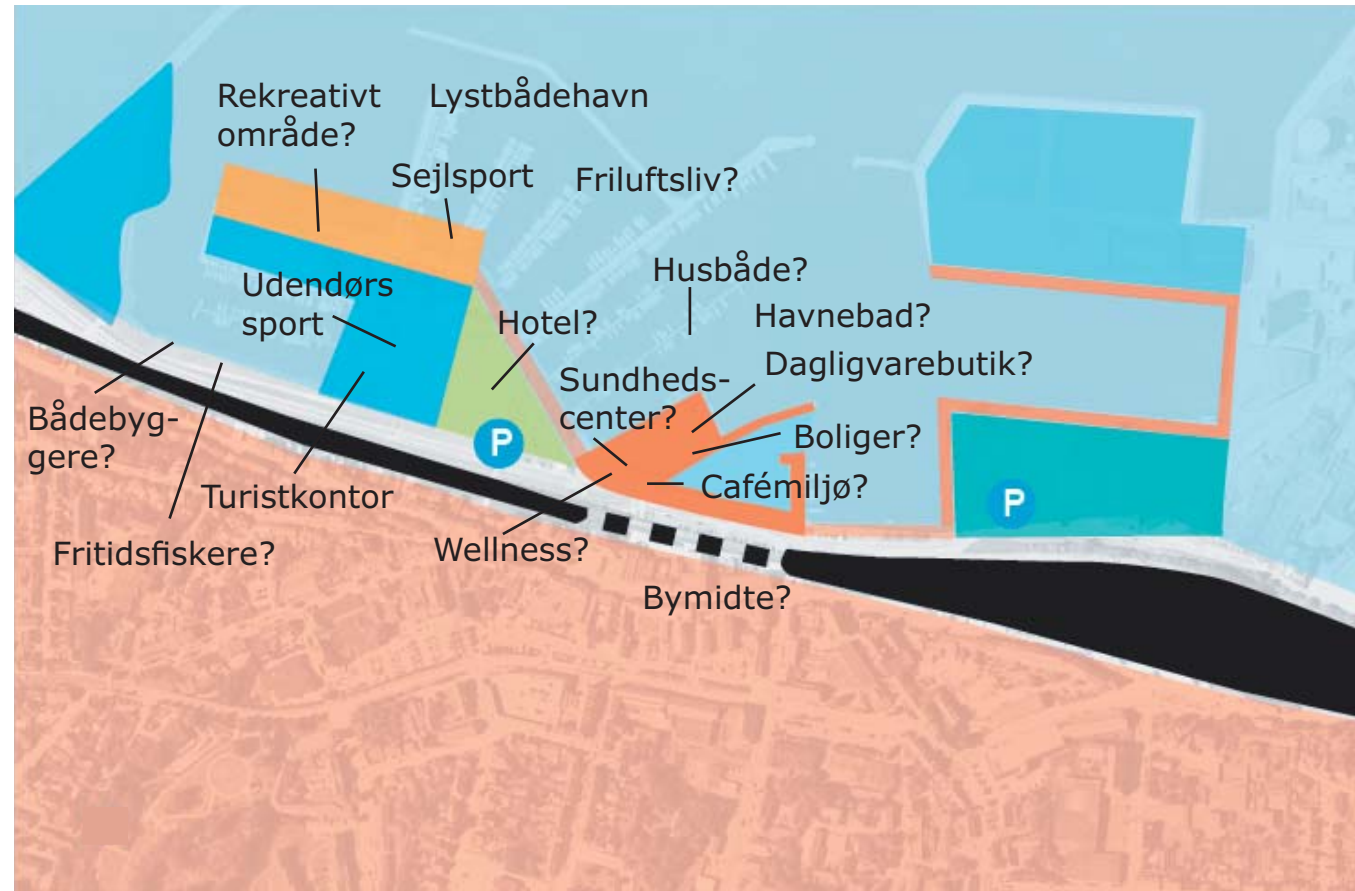 Rekreativt
område?
Lystbådehavn
Sejlsport
Friluftsliv?
Husbåde?
Udendørs
sport
Hotel?
Havnebad?
Dagligvarebutik?
Sundheds-
center?
Bådebyg-
gere?
P
Boliger?
Turistkontor
Cafémiljø?
P
Fritidsfiskere?
Wellness?
Bymidte?